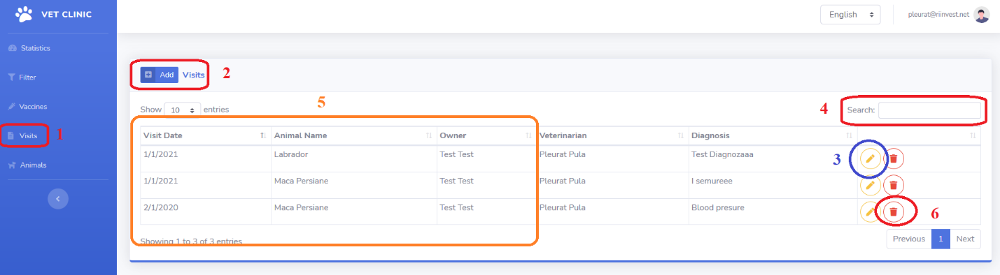 VET CLINIC
English
pleurat@riinvest.net
Statistics
Filter
Vaccines
Visits
1
Animals
Add Visits
2
5
Show 10 entries
4
Search:
Visit Date Animal Name Owner Veterinarian Diagnosis
1/1/2021 Labrador Test Test Pleurat Pula Test Diagnozaaa
3
1/1/2021 Maca Persiane Test Test Pleurat Pula I semureee
2/1/2020 Maca Persiane Test Test Pleurat Pula Blood presure
6
Showing 1 to 3 of 3 entries
Previous 1 Next